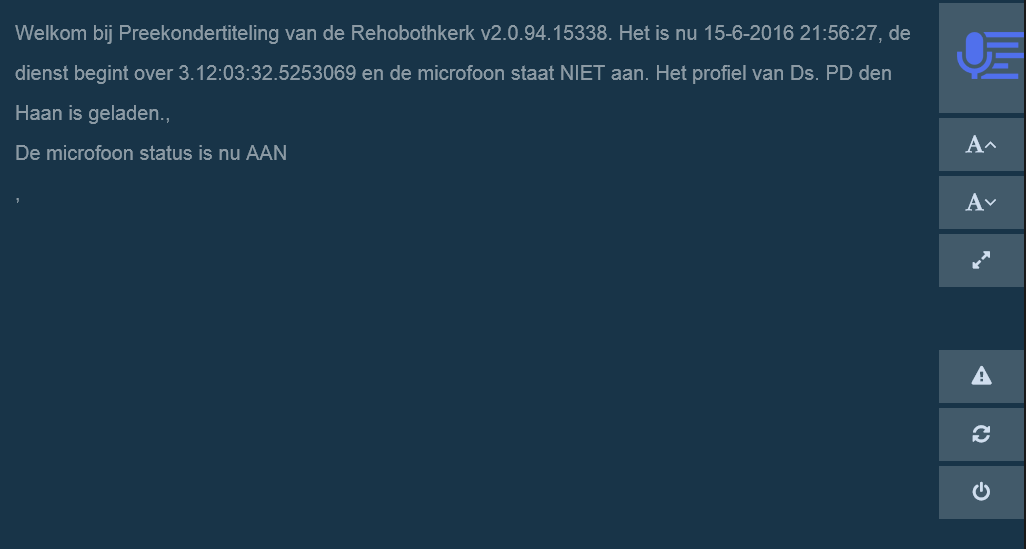 Welkom bij Preekondertiteling van de Rehobothkerk v2.0.94.15338. Het is nu 15-6-2016 21:56:27, de
dienst begint over 3.12:03:32.5253069 en de microfoon staat NIET aan. Het profiel van Ds. PD den
Haan is geladen.,
De microfoon status is nu AAN
,
A
A